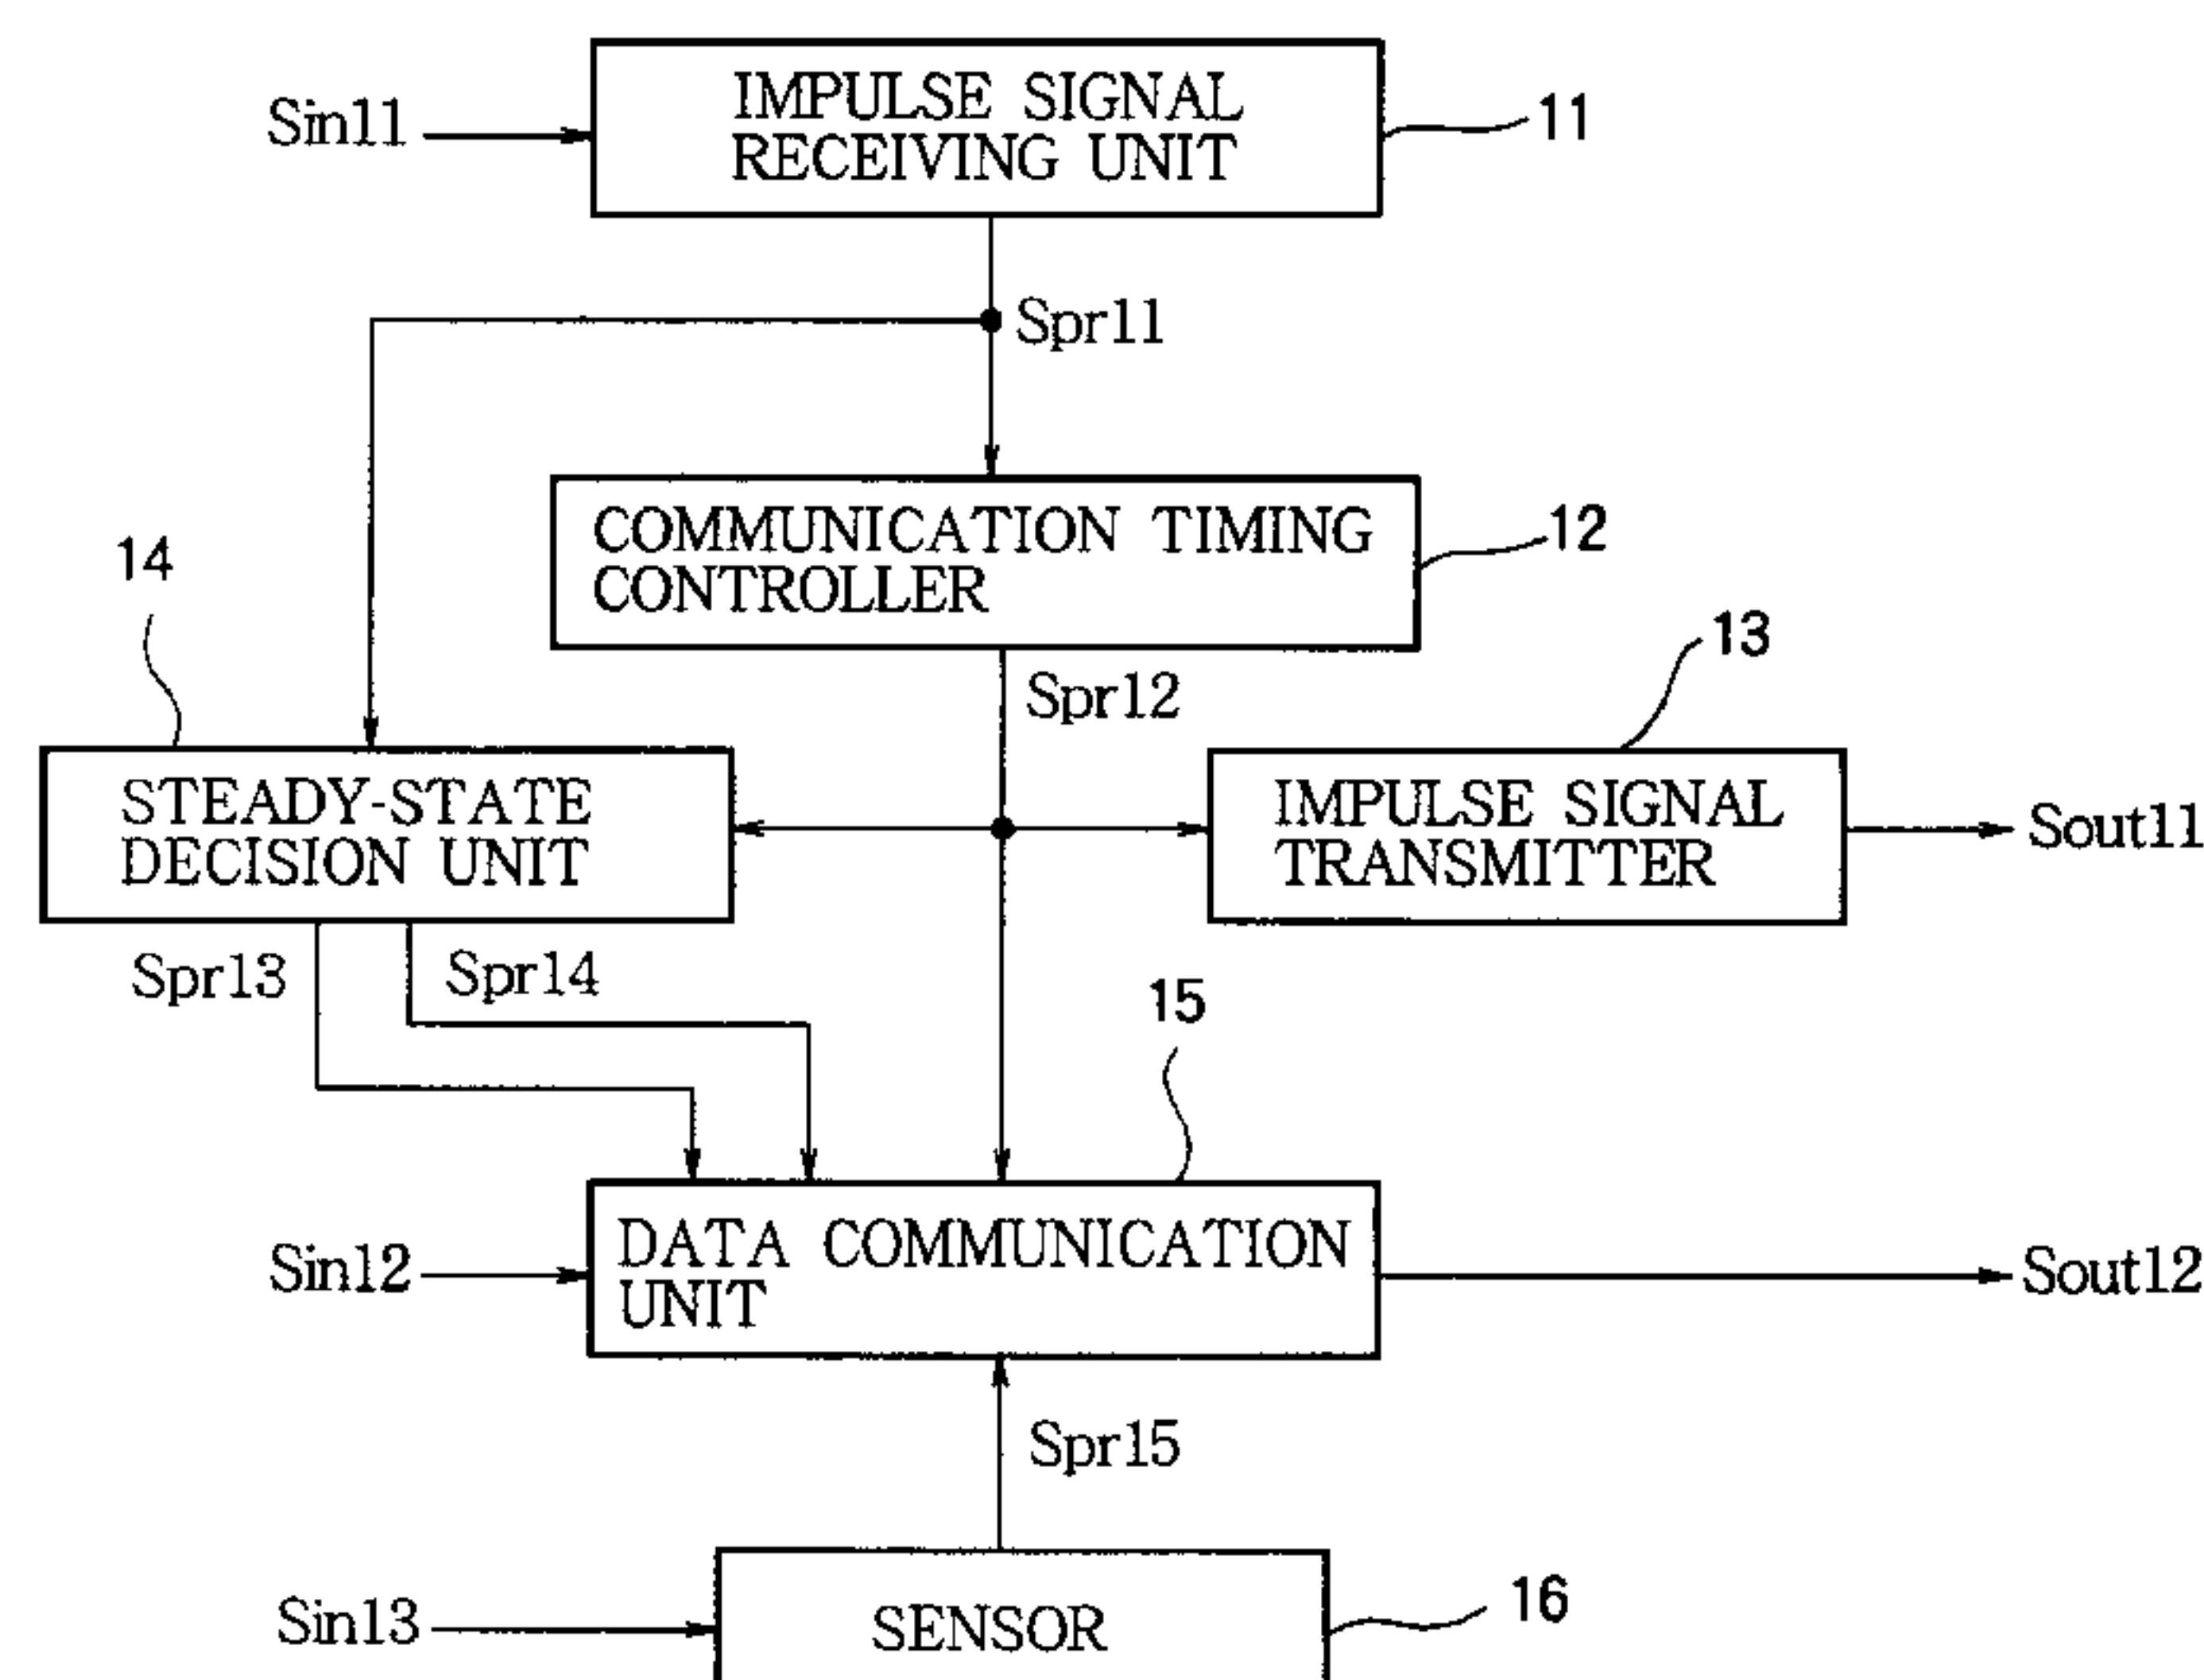 Sin11
IMPULSE SIGNAL
RECEIVING UNIT
11
Spr11
COMMUNICATION TIMING
CONTROLLER
12
14
13
Spr12
STEADY-STATE
DECISION UNIT
IMPULSE SIGNAL
TRANSMITTER
Sout11
Spr13
Spr14
15
Sin12
DATA COMMUNICATION
UNIT
Sout12
Spr15
Sin13
SENSOR
16